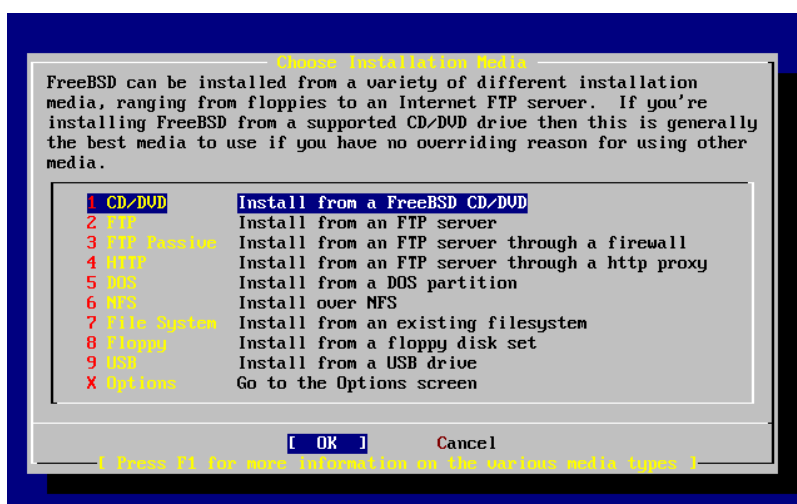 Choose Installation Media
FreeBSD can be installed from a variety of different installation
media, ranging from floppies to an Internet FTP server.  If you're
installing FreeBSD from a supported CD/DVD drive then this is generally
the best media to use if you have no overriding reason for using other
media.
1 CD/DVD Install from a FreeBSD CD/DVD
2 FTP Install from an FTP server
3 FTP Passive Install from an FTP server through a firewall
4 HTTP Install from an FTP server through a http proxy
5 DOS Install from a DOS partition
6 NFS Install over NFS
7 File System Install from an existing filesystem
8 Floppy Install from a floppy disk set
9 USB Install from a USB drive
X Options Go to the Options screen
[ OK ] Cancel
[ Press F1 for more information on the various media types ]